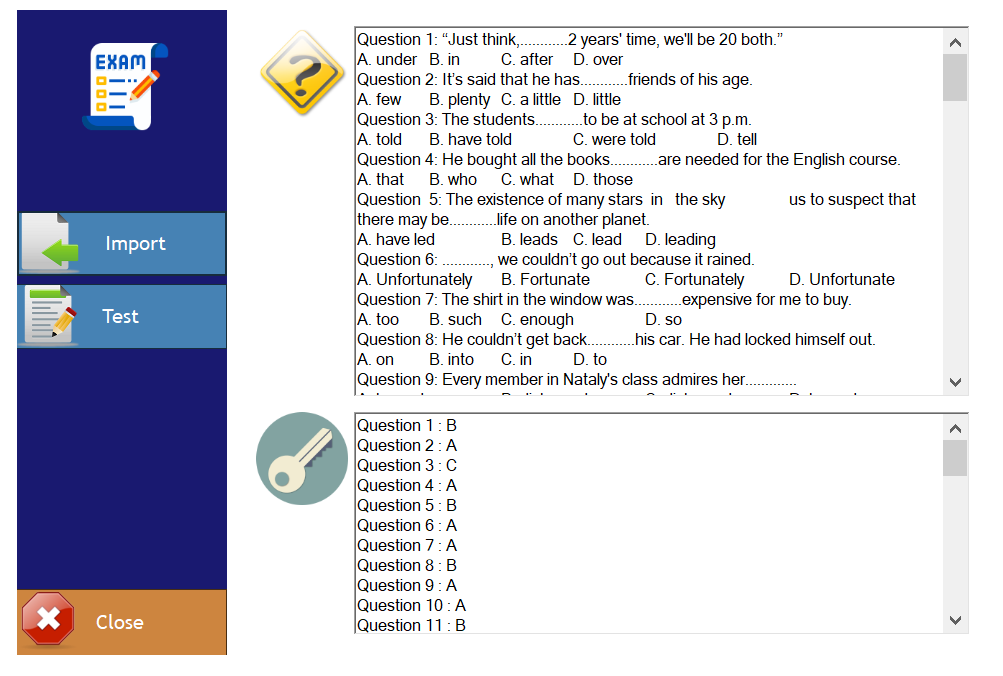 EXAM
Import
Test
Close
Question 1: “Just think,............2 years' time, we'll be 20 both.”
A. under B. in C. after D. over
Question 2: It’s said that he has............friends of his age.
A. few B. plenty C. a little D. little
Question 3: The students............to be at school at 3 p.m.
A. told B. have told C. were told D. tell
Question 4: He bought all the books............are needed for the English course.
A. that B. who C. what D. those
Question 5: The existence of many stars in the sky us to suspect that
there may be............life on another planet.
A. have led B. leads C. lead D. leading
Question 6: ............, we couldn’t go out because it rained.
A. Unfortunately B. Fortunate C. Fortunately D. Unfortunate
Question 7: The shirt in the window was............expensive for me to buy.
A. too B. such C. enough D. so
Question 8: He couldn’t get back............his car. He had locked himself out.
A. on B. into C. in D. to
Question 9: Every member in Nataly's class admires her.............
Question 1 : B
Question 2 : A
Question 3 : C
Question 4 : A
Question 5 : B
Question 6 : A
Question 7 : A
Question 8 : B
Question 9 : A
Question 10 : A
Question 11 : B